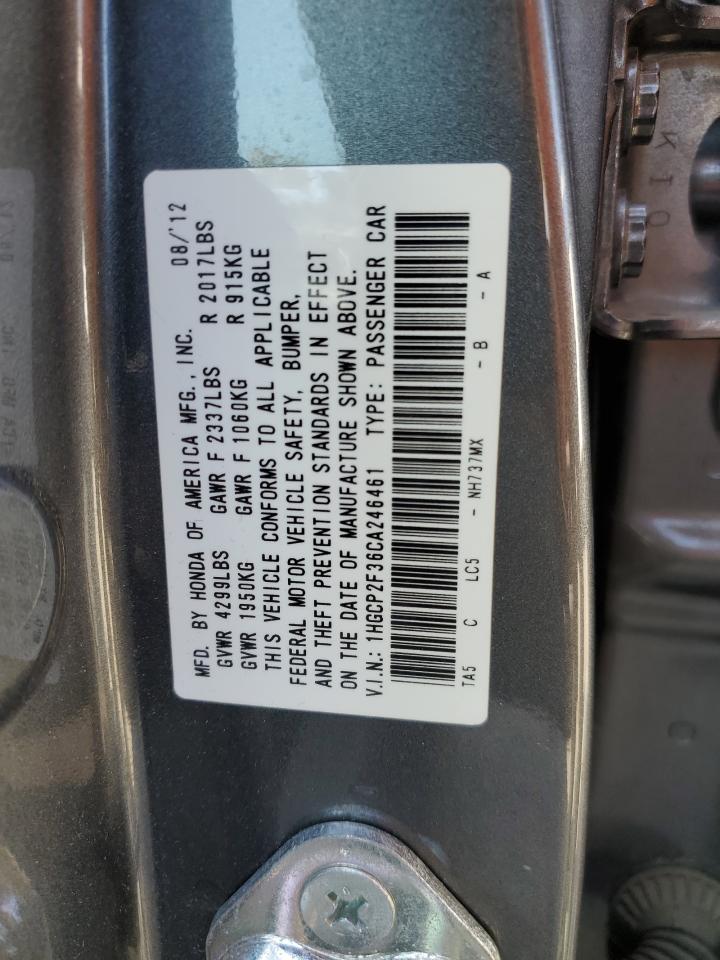 MFD. BY HONDA OF AMERICA MFG., INC. 08/'12
GVWR 4299LBS GAWR F 2337LBS R 2017LBS
GVWR 1950KG GAWR F 1060KG R 915KG
THIS VEHICLE CONFORMS TO ALL APPLICABLE
FEDERAL MOTOR VEHICLE SAFETY, BUMPER,
AND THEFT PREVENTION STANDARDS IN EFFECT
ON THE DATE OF MANUFACTURE SHOWN ABOVE.
V.I.N.: 1HGCP2F36CA246461 TYPE: PASSENGER CAR
TA5 C LC5 - NH737MX - B - A
KIO